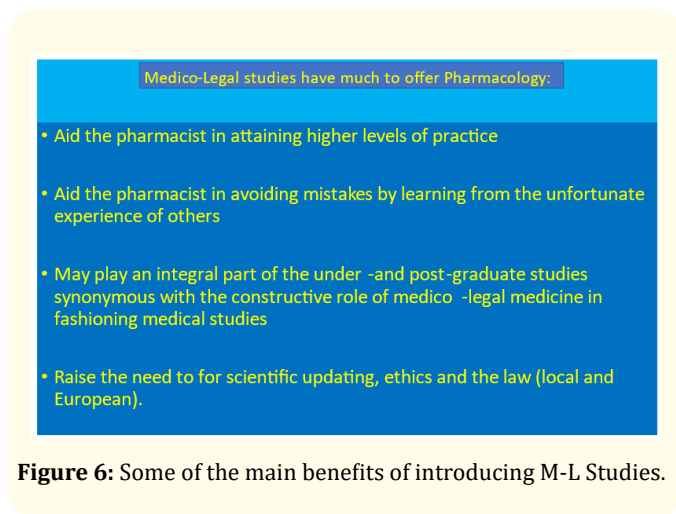 Medico-Legal studies have much to offer Pharmacology:
• Aid the pharmacist in attaining higher levels of practice
• Aid the pharmacist in avoiding mistakes by learning from the unfortunate
experience of others
• May play an integral part of the under -and post-graduate studies
synonymous with the constructive role of medico -legal medicine in
fashioning medical studies
• Raise the need to for scientific updating, ethics and the law (local and
European).
Figure 6: Some of the main benefits of introducing M-L Studies.